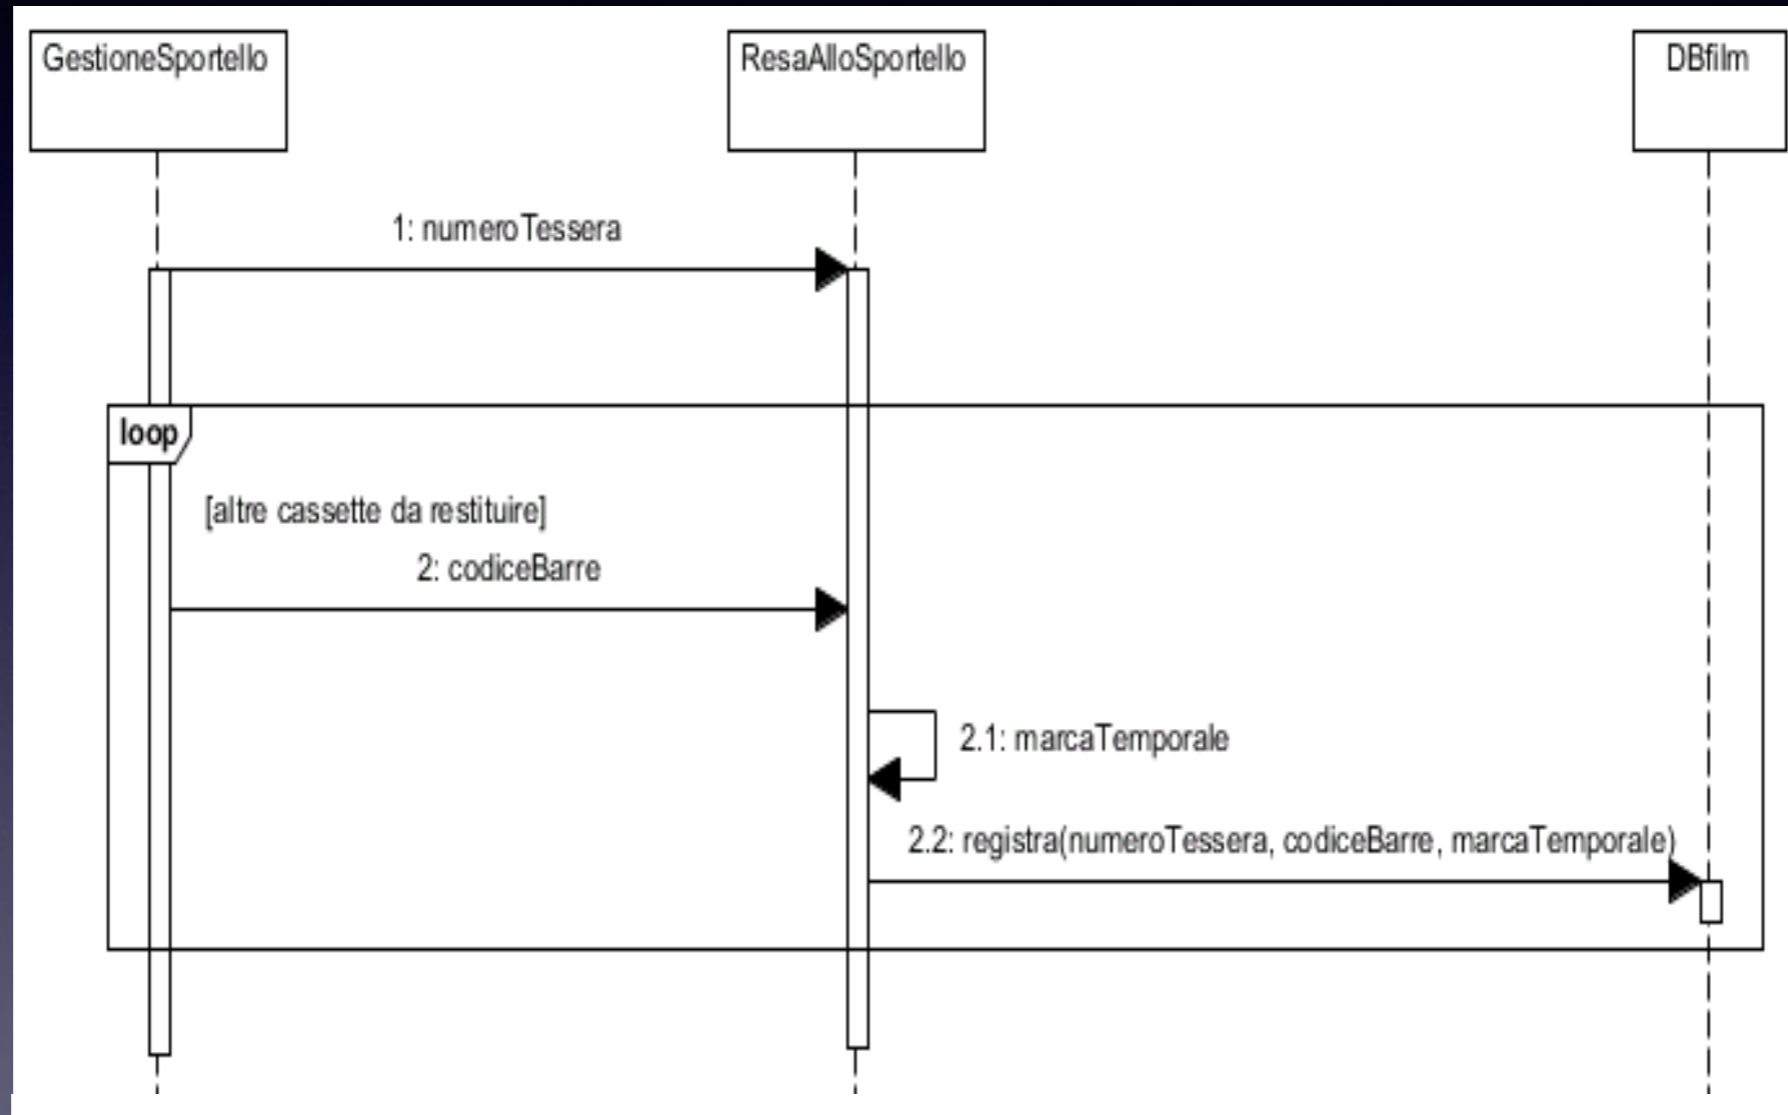 GestioneSportello
ResaAlloSportello
DBfilm
1: numeroTessera
loop
[altre cassette da restituire]
2: codiceBarre
2.1: marcaTemporale
2.2: registra(numeroTessera, codiceBarre, marcaTemporale)